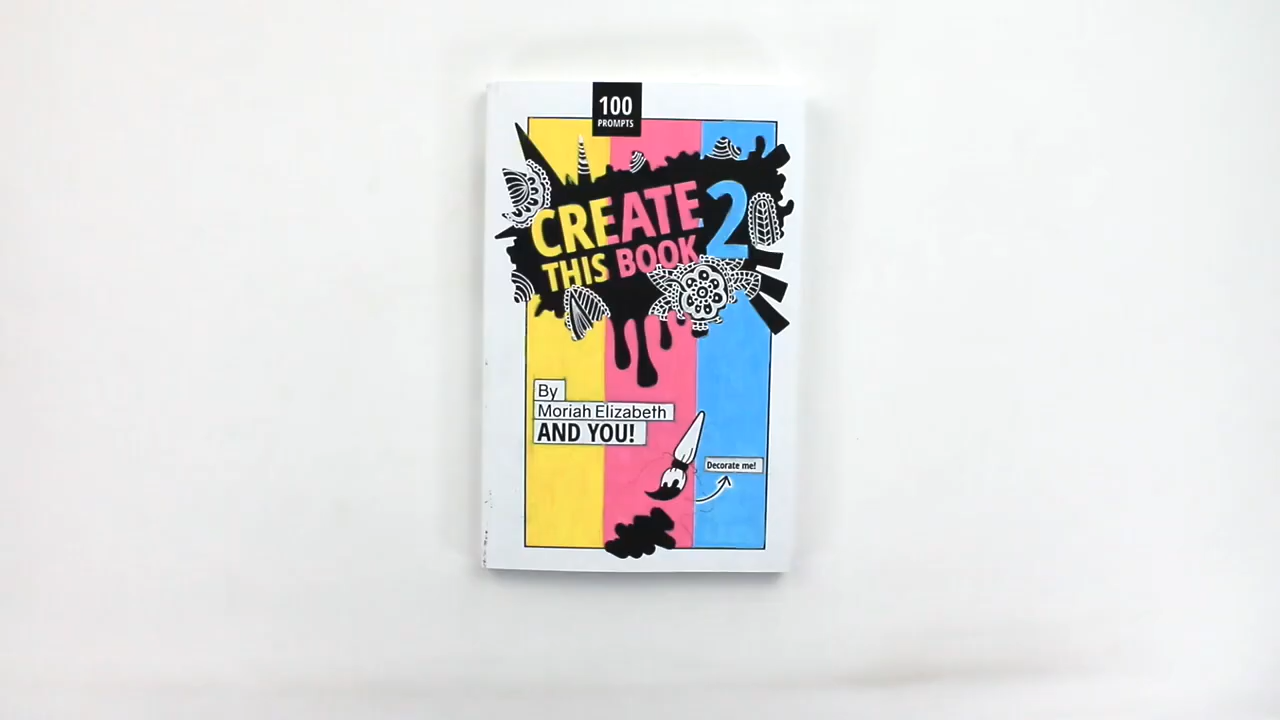 100
PROMPTS
CREATE
THIS BOOK 2
By
Moriah Elizabeth
AND YOU!
Decorate me!